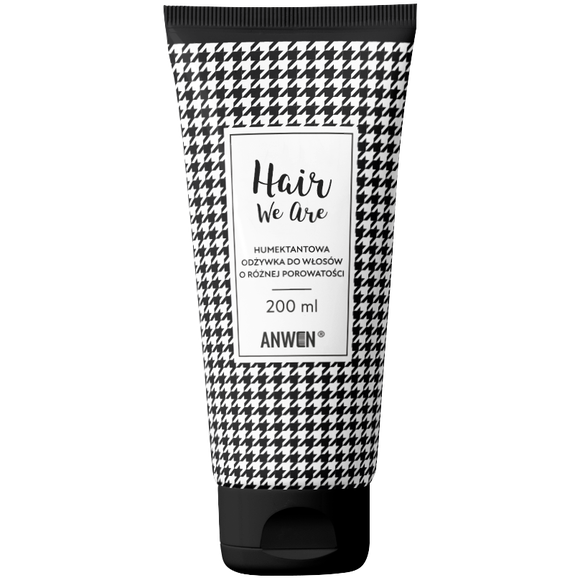 Hair
We Are
HUMEKTANTOWA
ODŻYWKA DO WŁOSÓW
O RÓŻNEJ POROWATOŚCI
200 ml
ANWEN®